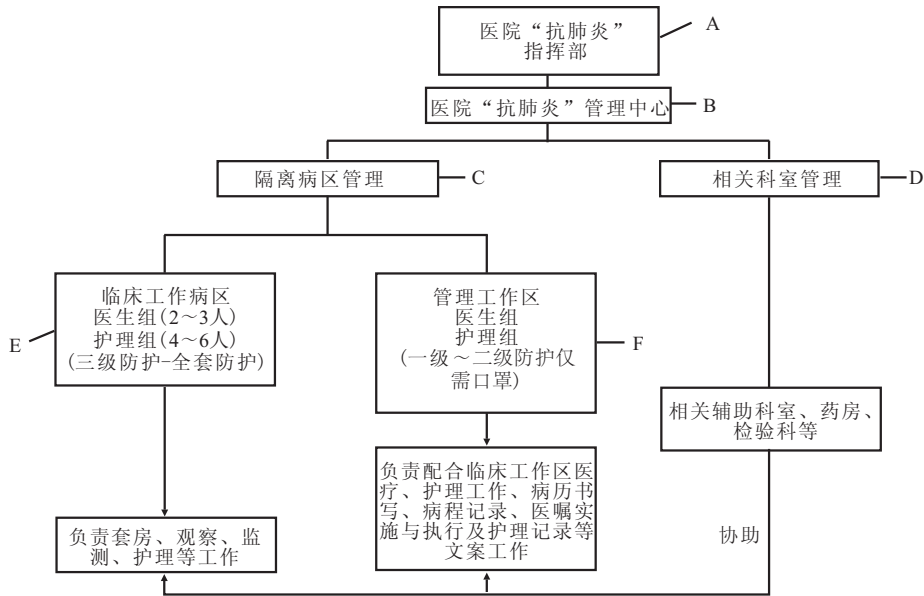 医院“抗肺炎”
指挥部
A
医院“抗肺炎”管理中心
B
隔离病区管理
C
相关科室管理
D
临床工作病区
医生组(2～3人)
护理组(4～6人)
(三级防护-全套防护)
E
管理工作区
医生组
护理组
(一级～二级防护仅
需口罩)
F
相关辅助科室、药房、
检验科等
负责套房、观察、监
测、护理等工作
负责配合临床工作区医
疗、护理工作、病历书
写、病程记录、医嘱实
施与执行及护理记录等
文案工作
协助